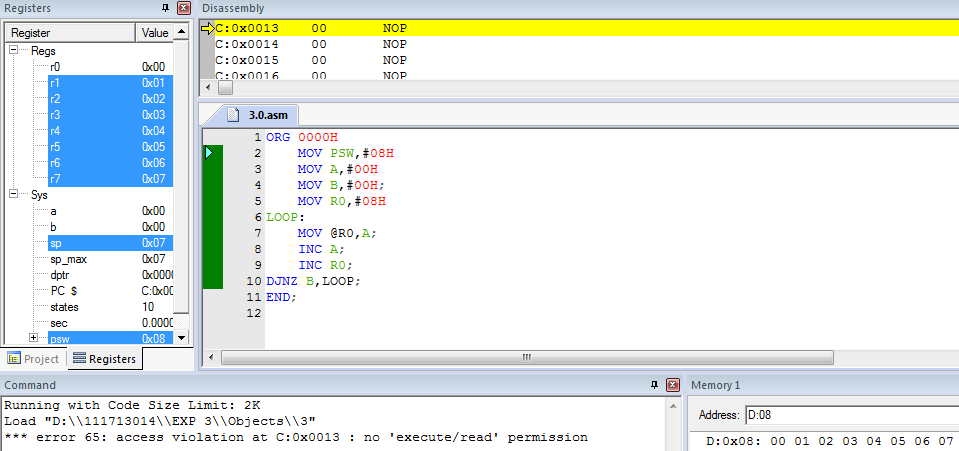 Registers
Register Value
Regs
r0 0x00
r1 0x01
r2 0x02
r3 0x03
r4 0x04
r5 0x05
r6 0x06
r7 0x07
Sys
a 0x00
b 0x00
sp 0x07
sp_max 0x07
dptr 0x0000
PC $ C:0x00
states 10
sec 0.0000
psw 0x08
Project Registers
Disassembly
C:0x0013 00 NOP
C:0x0014 00 NOP
C:0x0015 00 NOP
C:0x0016 00 NOP
3.0.asm
1 ORG 0000H
2 MOV PSW,#08H
3 MOV A,#00H
4 MOV B,#00H;
5 MOV R0,#08H
6 LOOP:
7 MOV @R0,A;
8 INC A;
9 INC R0;
10 DJNZ B,LOOP;
11 END;
12
Command
Running with Code Size Limit: 2K
Load "D:\\111713014\\EXP 3\\Objects\\3"
*** error 65: access violation at C:0x0013 : no 'execute/read' permission
Memory 1
Address: D:08
D:0x08: 00 01 02 03 04 05 06 07